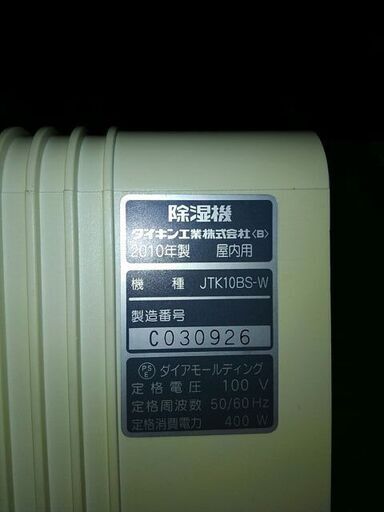 除湿機
ダイキン工業株式会社〈B〉
2010年製 屋内用
機種 JTK10BS-W
製造番号
C030926
PSE ダイアモールディング
定格電圧 100 V
定格周波数 50/60 Hz
定格消費電力 400 W